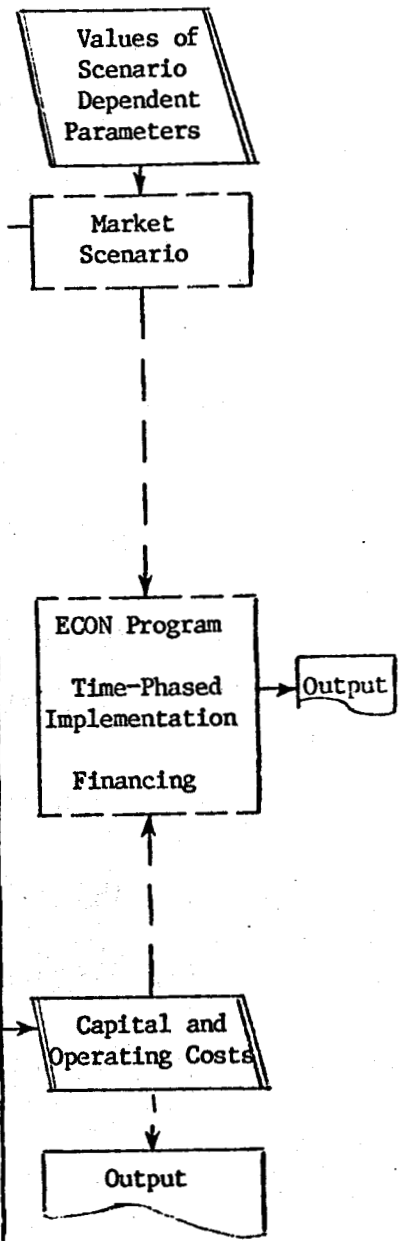 Values of
Scenario
Dependent
Parameters
Market
Scenario
ECON Program
Time-Phased
Implementation
Financing
Output
Capital and
Operating Costs
Output